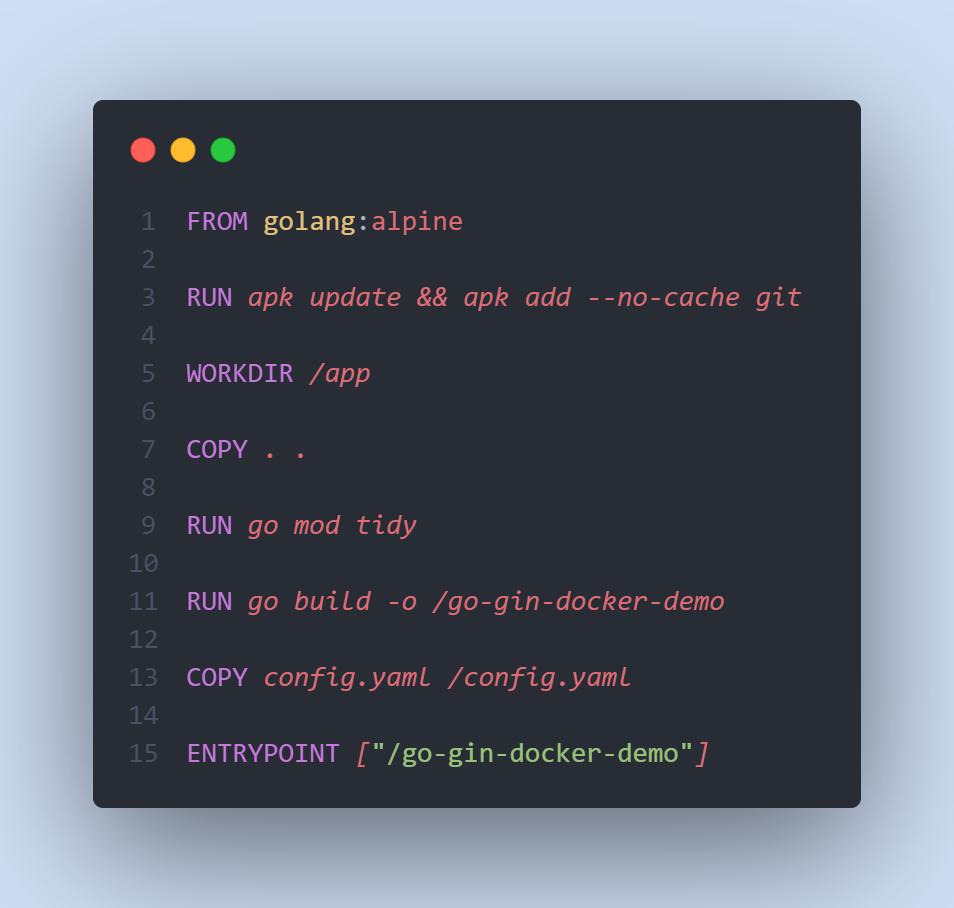 1 FROM golang:alpine
2
3 RUN apk update && apk add --no-cache git
4
5 WORKDIR /app
6
7 COPY . .
8
9 RUN go mod tidy
10
11 RUN go build -o /go-gin-docker-demo
12
13 COPY config.yaml /config.yaml
14
15 ENTRYPOINT ["/go-gin-docker-demo"]